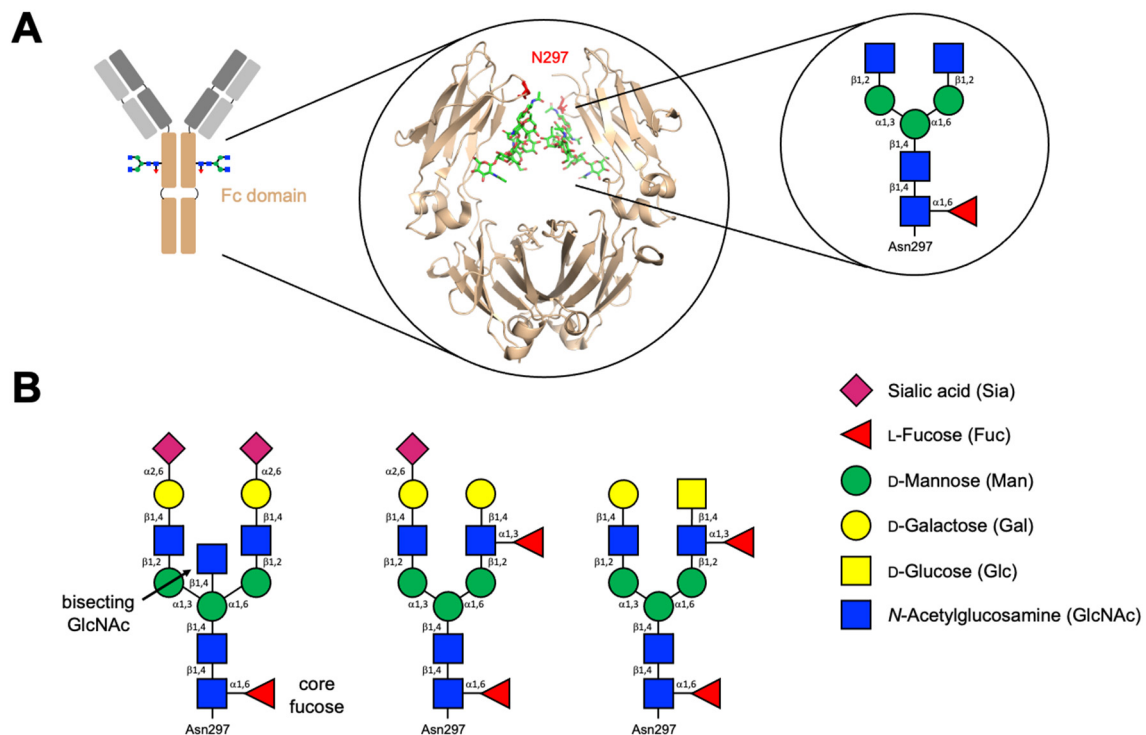 A
N297
Fc domain
β1,2
β1,2
α1,3
α1,6
β1,4
β1,4
α1,6
Asn297
B
α2,6
α2,6
β1,4
β1,4
β1,2
β1,4
β1,2
bisecting
GlcNAc
α1,3
α1,6
β1,4
β1,4
α1,6
core
fucose
Asn297
α2,6
β1,4
β1,4
α1,3
β1,2
β1,2
α1,3
α1,6
β1,4
β1,4
α1,6
Asn297
β1,4
β1,4
α1,3
β1,2
β1,2
α1,3
α1,6
β1,4
β1,4
α1,6
Asn297
Sialic acid (Sia)
L-Fucose (Fuc)
D-Mannose (Man)
D-Galactose (Gal)
D-Glucose (Glc)
N-Acetylglucosamine (GlcNAc)